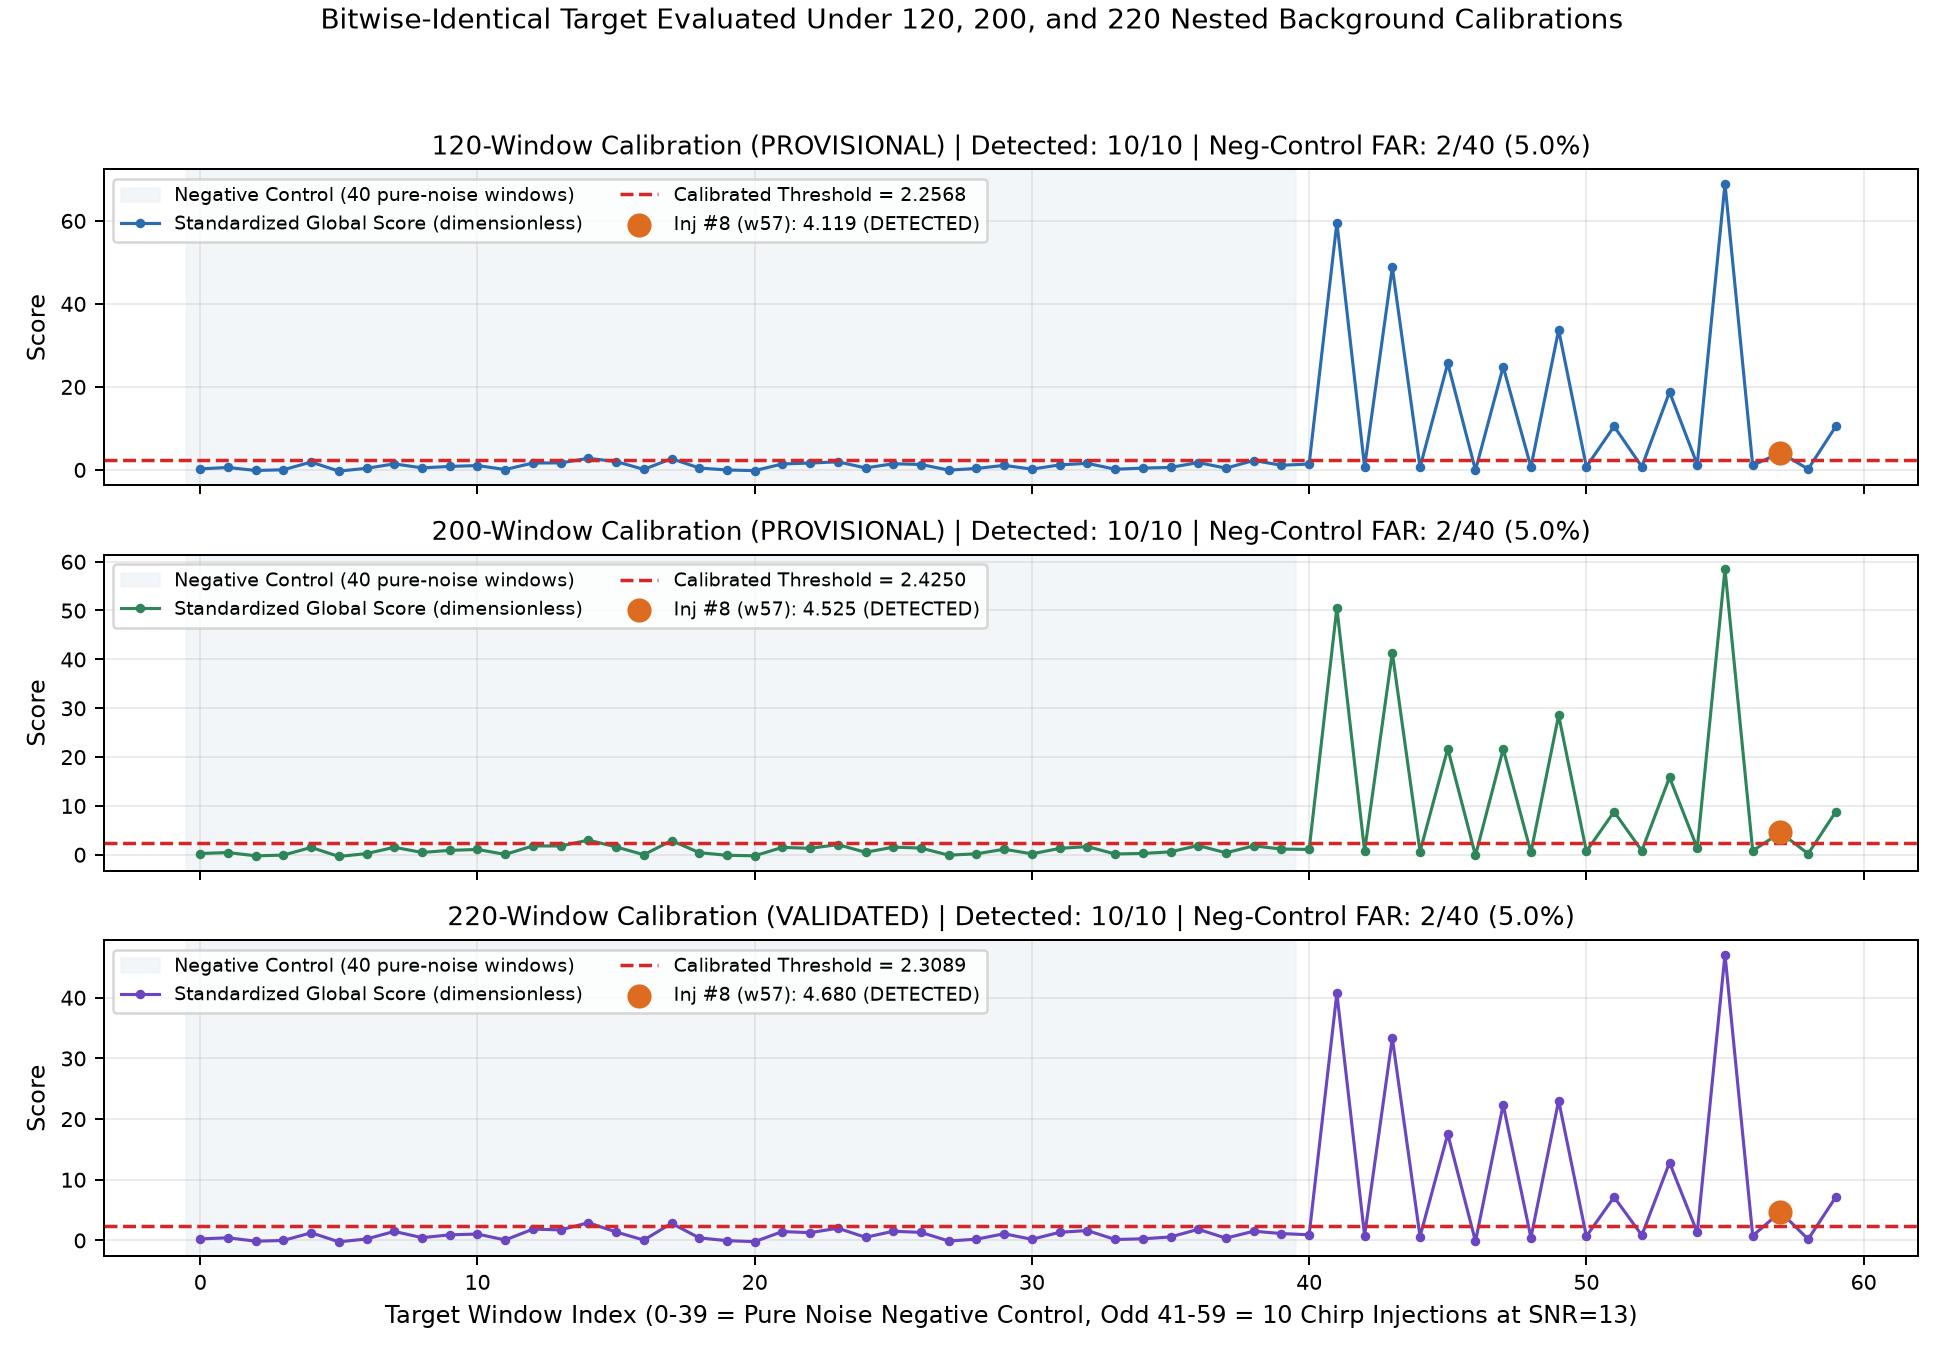 Bitwise-Identical Target Evaluated Under 120, 200, and 220 Nested Background Calibrations
120-Window Calibration (PROVISIONAL) | Detected: 10/10 | Neg-Control FAR: 2/40 (5.0%)
Negative Control (40 pure-noise windows)
Standardized Global Score (dimensionless)
Calibrated Threshold = 2.2568
Inj #8 (w57): 4.119 (DETECTED)
Score
60
40
20
0
200-Window Calibration (PROVISIONAL) | Detected: 10/10 | Neg-Control FAR: 2/40 (5.0%)
Negative Control (40 pure-noise windows)
Standardized Global Score (dimensionless)
Calibrated Threshold = 2.4250
Inj #8 (w57): 4.525 (DETECTED)
Score
60
50
40
30
20
10
0
220-Window Calibration (VALIDATED) | Detected: 10/10 | Neg-Control FAR: 2/40 (5.0%)
Negative Control (40 pure-noise windows)
Standardized Global Score (dimensionless)
Calibrated Threshold = 2.3089
Inj #8 (w57): 4.680 (DETECTED)
Score
40
30
20
10
0
0 10 20 30 40 50 60
Target Window Index (0-39 = Pure Noise Negative Control, Odd 41-59 = 10 Chirp Injections at SNR=13)